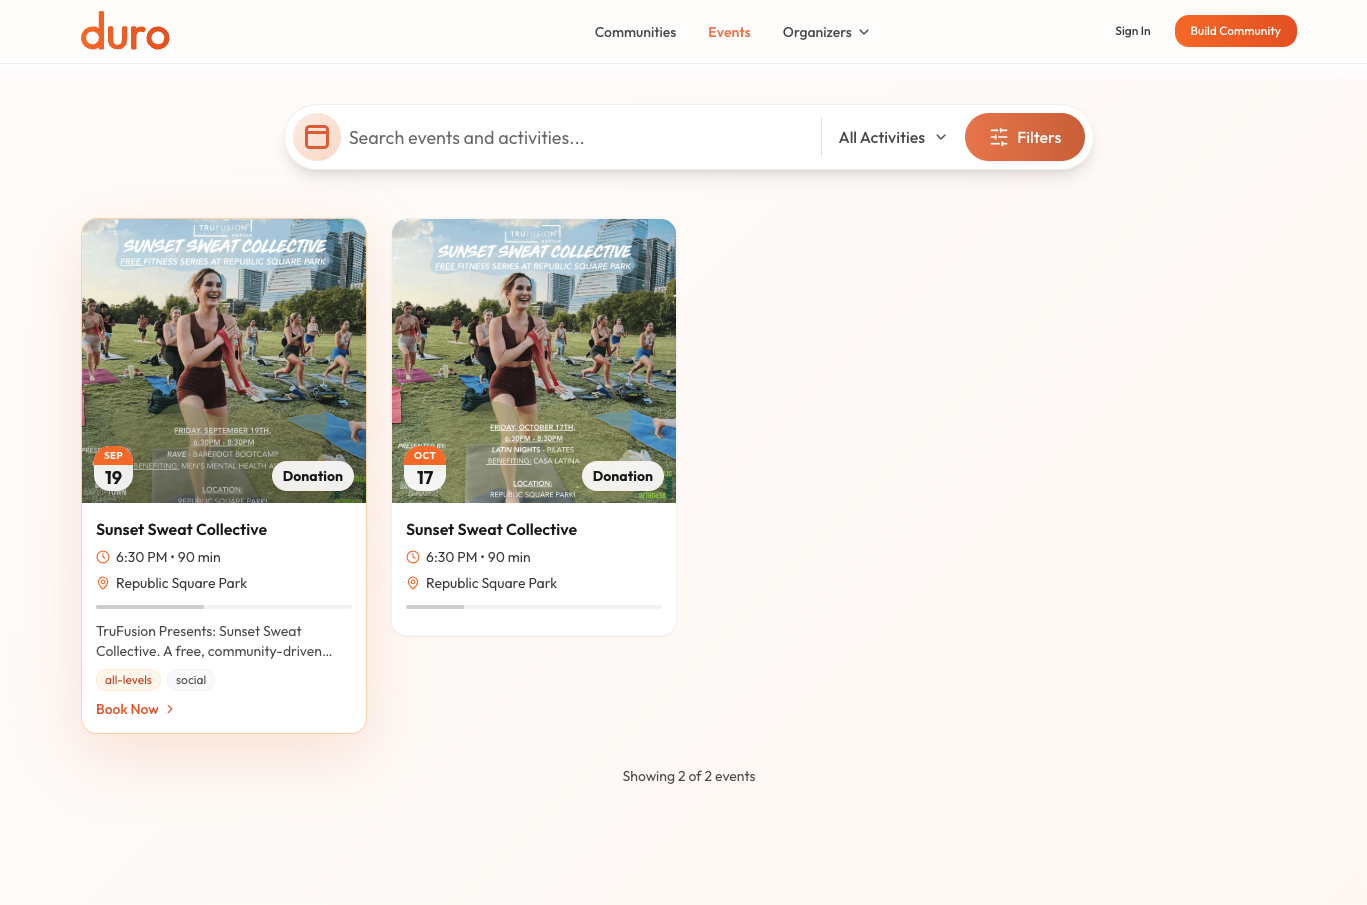 duro
Communities
Events
Organizers
Sign In
Build Community
Search events and activities...
All Activities
Filters
TRUFUSION
AUSTIN
SUNSET SWEAT COLLECTIVE
FREE FITNESS SERIES AT REPUBLIC SQUARE PARK
FRIDAY, SEPTEMBER 19TH,
6:30PM - 8:30PM
RAVE - BAREFOOT BOOTCAMP
BENEFITING: MEN'S MENTAL HEALTH
LOCATION:
REPUBLIC SQUARE PARK!
SEP
19
Donation
Sunset Sweat Collective
6:30 PM • 90 min
Republic Square Park
TruFusion Presents: Sunset Sweat
Collective. A free, community-driven...
all-levels
social
Book Now
TRUFUSION
AUSTIN
SUNSET SWEAT COLLECTIVE
FREE FITNESS SERIES AT REPUBLIC SQUARE PARK
FRIDAY, OCTOBER 17TH,
6:30PM - 8:30PM
LATIN NIGHTS - PILATES
BENEFITING: CASA LATINA
PRESENTED BY:
LOCATION:
REPUBLIC SQUARE PARK!
OCT
17
Donation
Sunset Sweat Collective
6:30 PM • 90 min
Republic Square Park
Showing 2 of 2 events